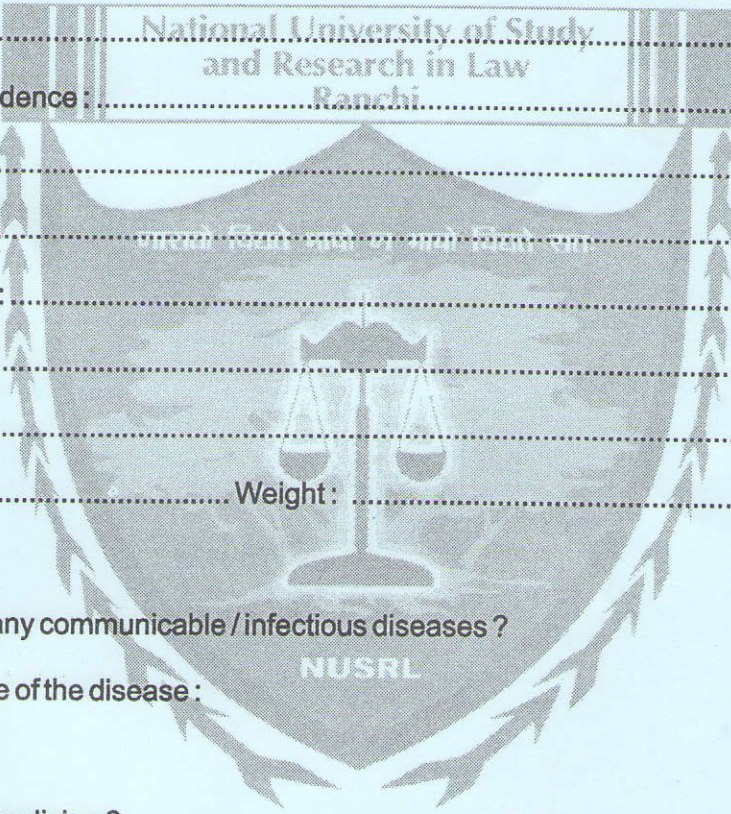 National University of Study
and Research in Law
dence : Ranchi
Weight :
any communicable / infectious diseases ?
NUSRL
e of the disease :